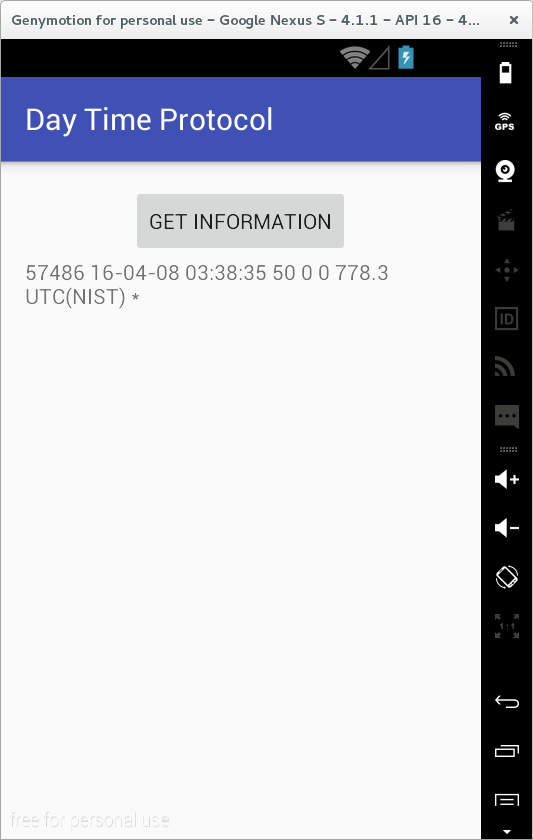 Genymotion for personal use - Google Nexus S - 4.1.1 - API 16 - 4...
Day Time Protocol
GET INFORMATION
57486 16-04-08 03:38:35 50 0 0 778.3
UTC(NIST) *
GPS
ID
1:1
free for personal use